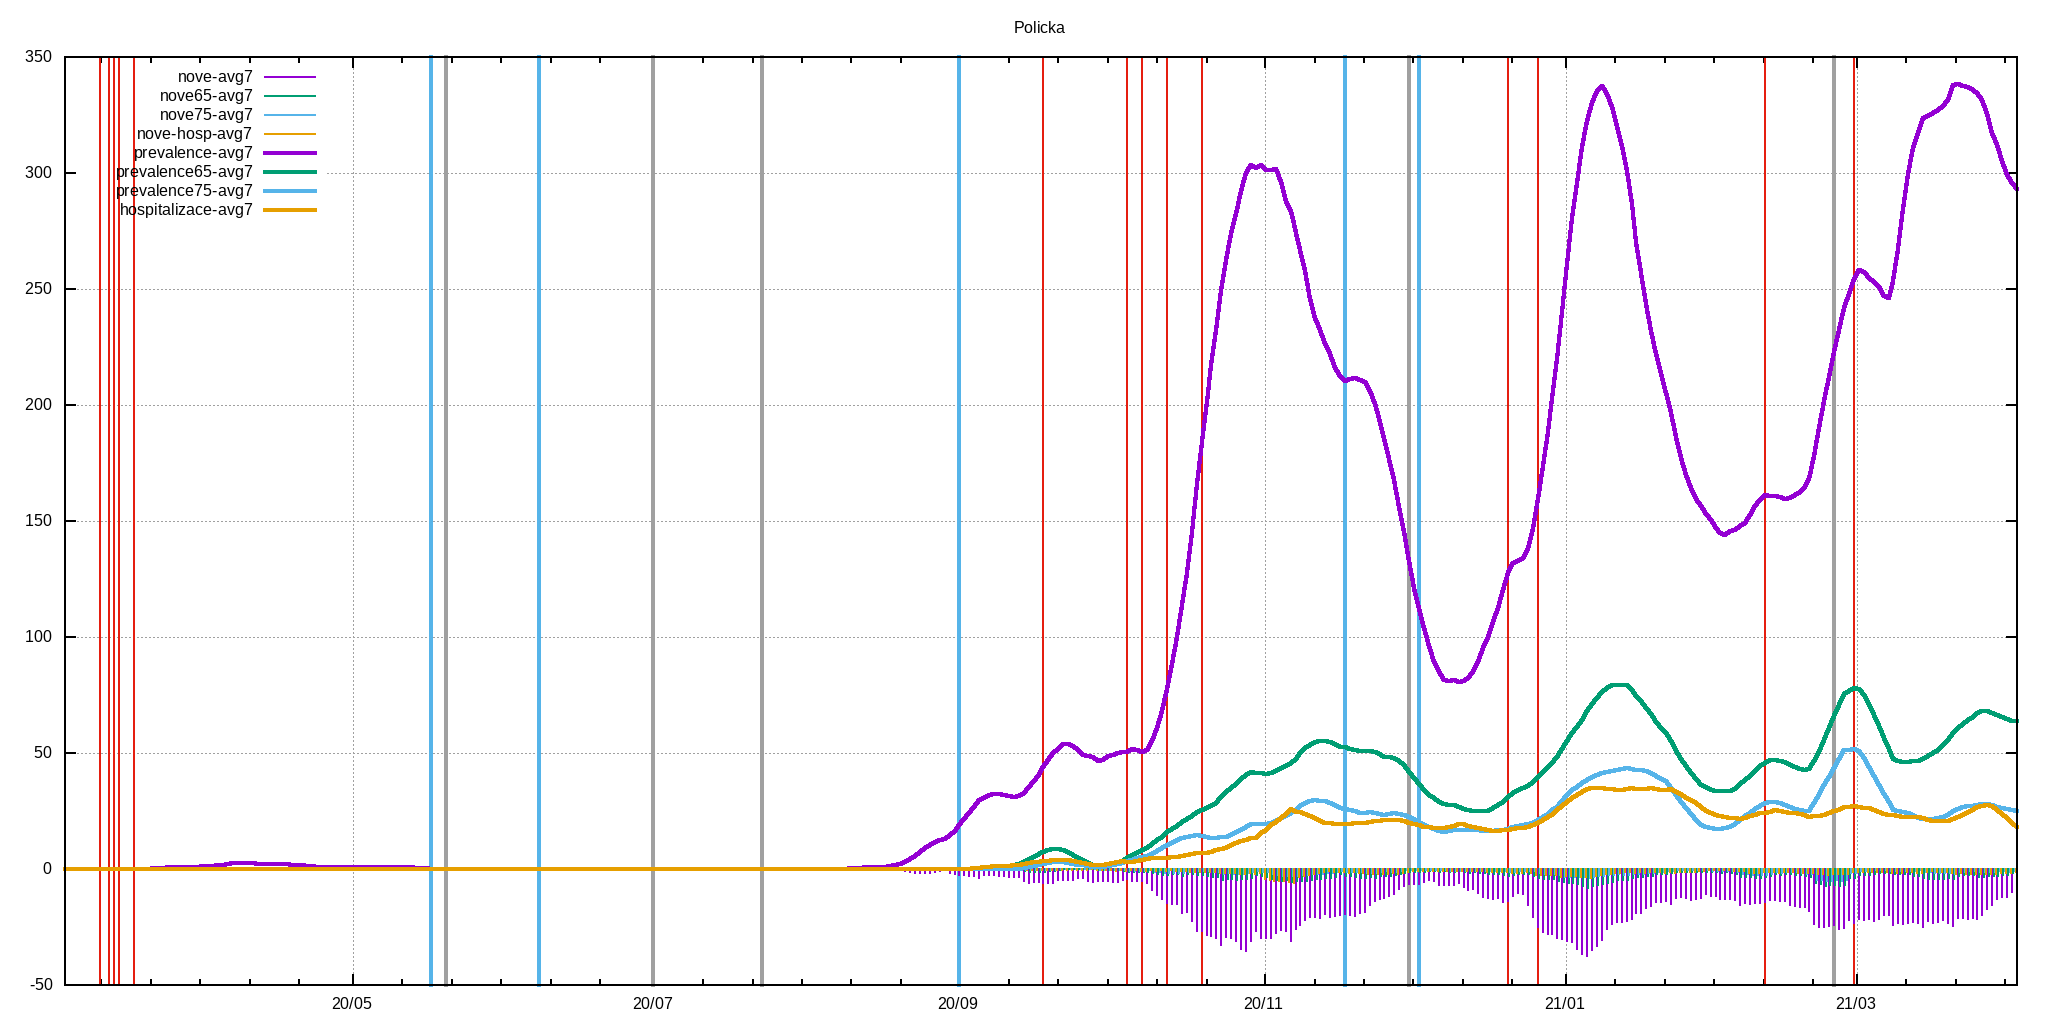 Policka
350
300
250
200
150
100
50
0
-50
nove-avg7
nove65-avg7
nove75-avg7
nove-hosp-avg7
prevalence-avg7
prevalence65-avg7
prevalence75-avg7
hospitalizace-avg7
20/05 20/07 20/09 20/11 21/01 21/03